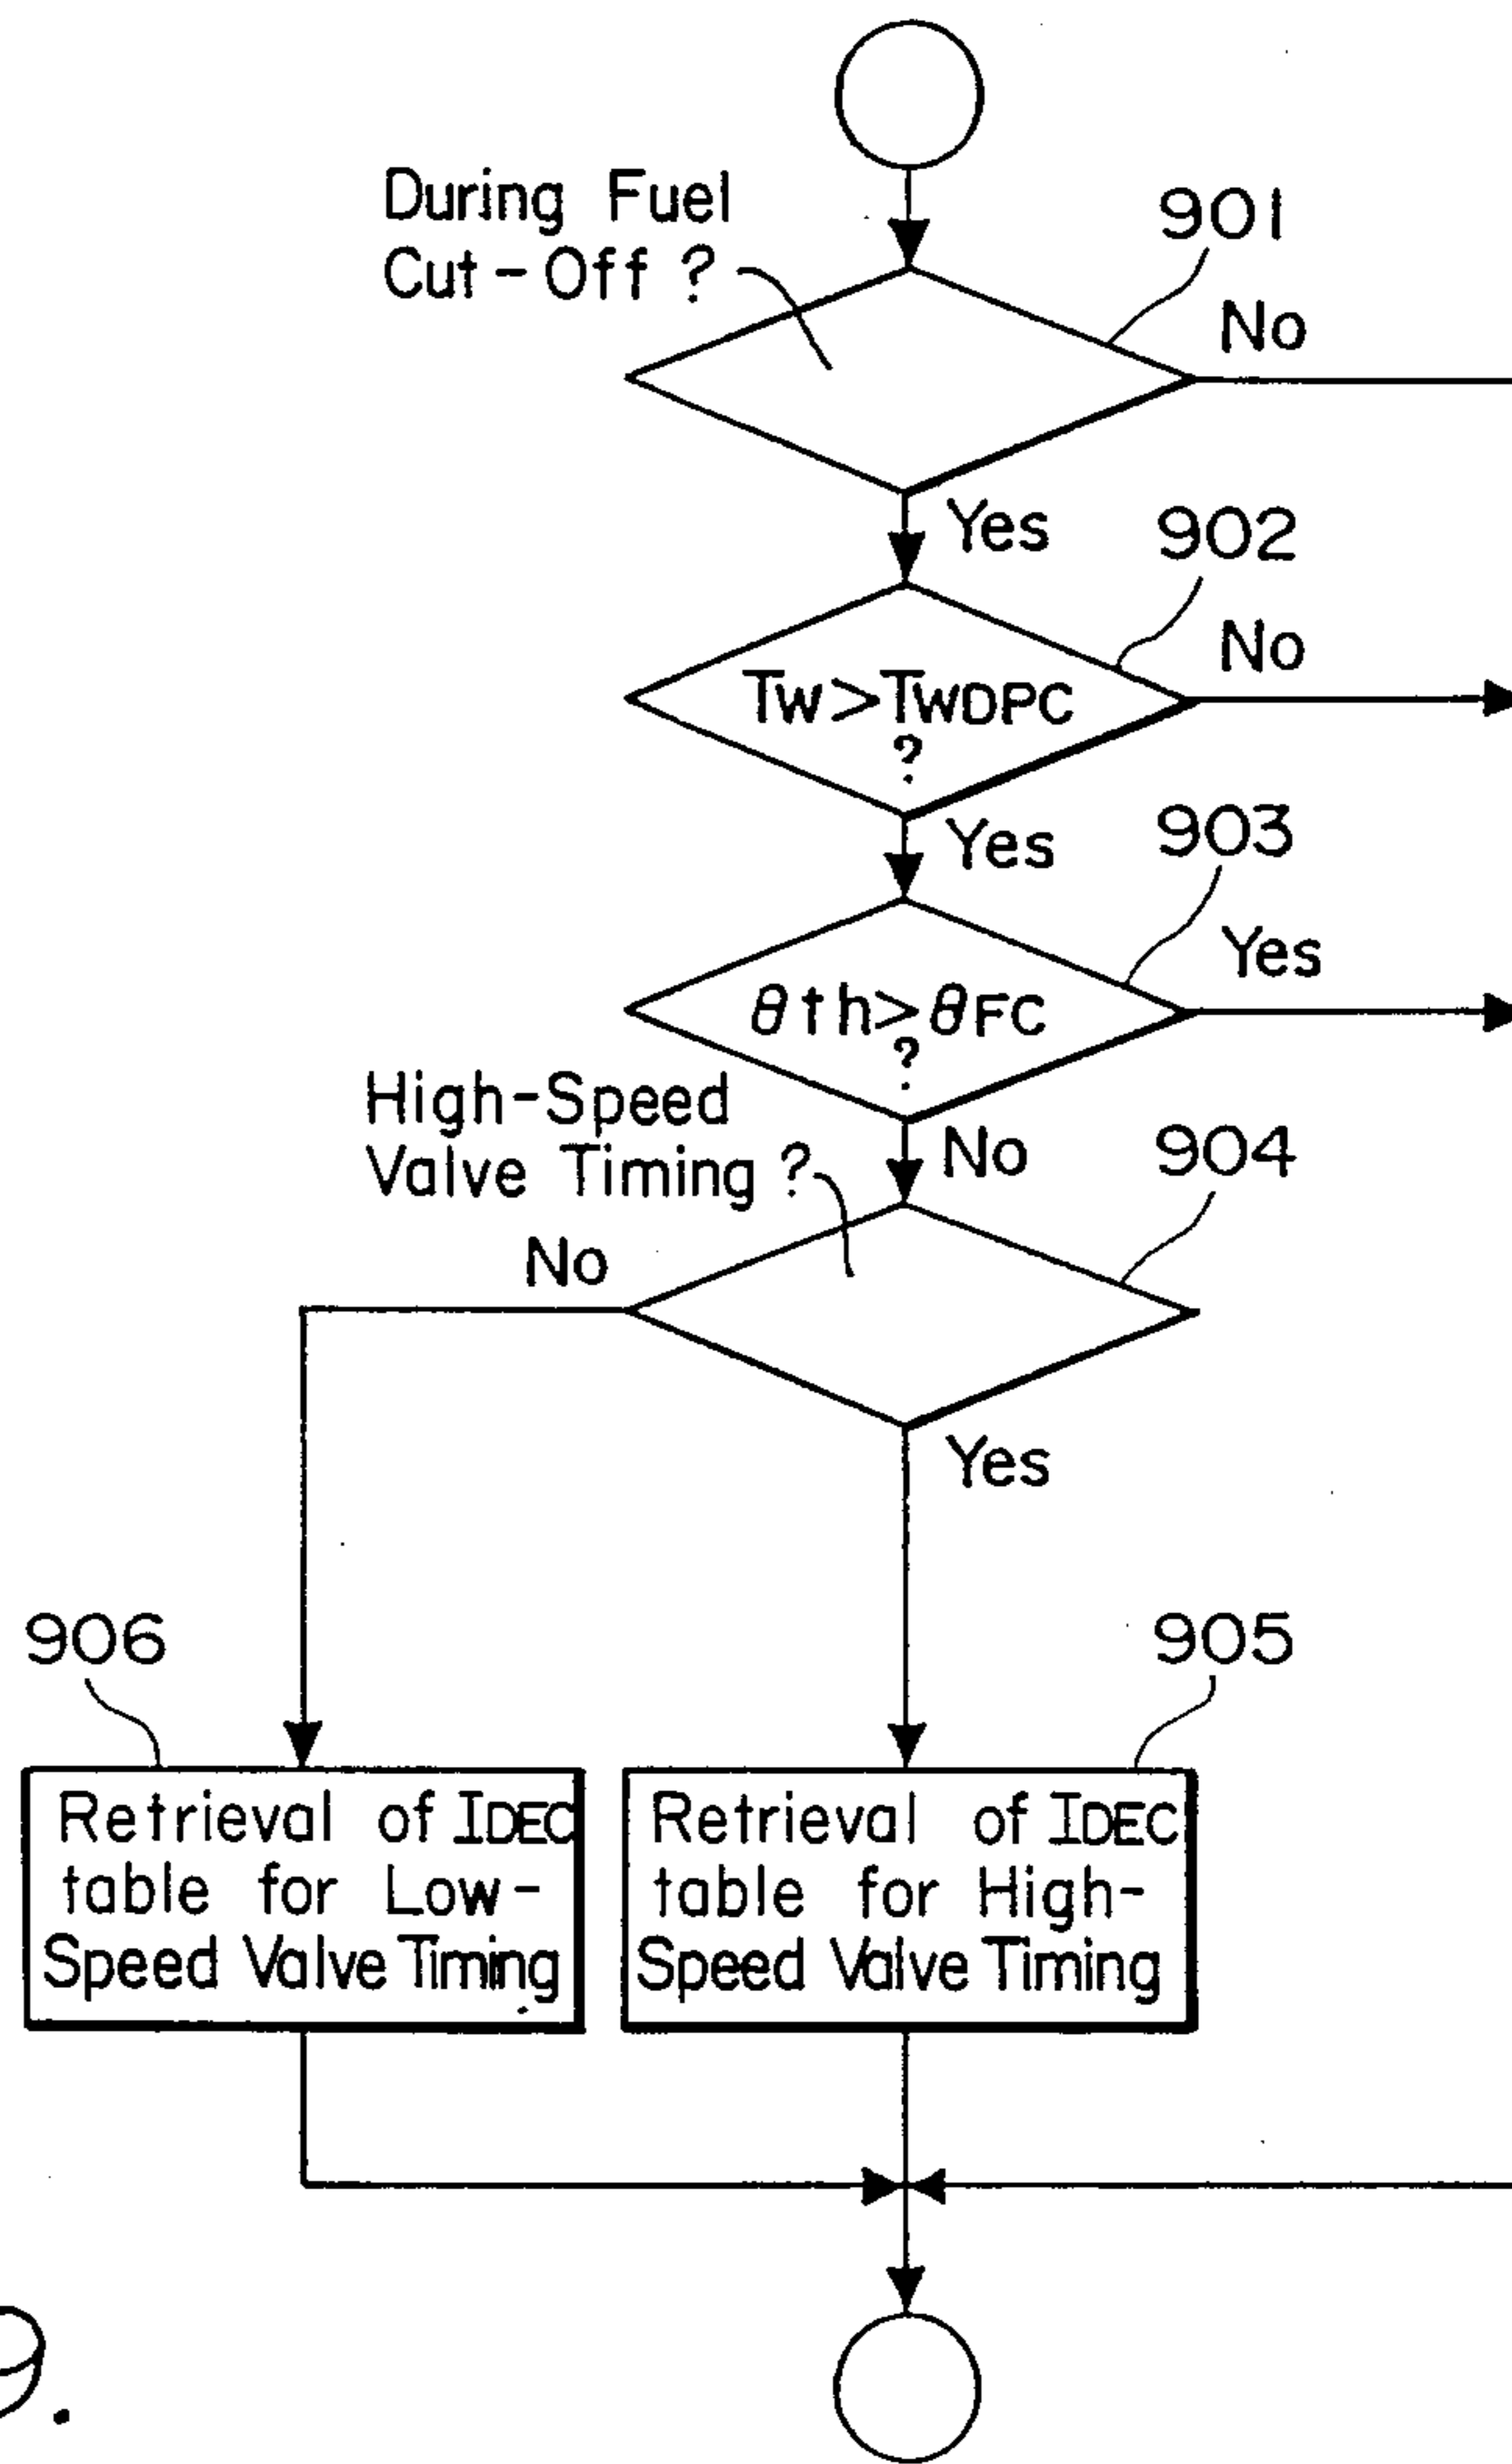 During Fuel
Cut-Off ?
901
No
Yes
902
Tw>TWDPC
?
No
Yes
903
θth>θFC
?
Yes
No
High-Speed
Valve Timing ?
904
No
Yes
906
905
Retrieval of IDEC
table for Low-
Speed Valve Timing
Retrieval of IDEC
table for High-
Speed Valve Timing
9.